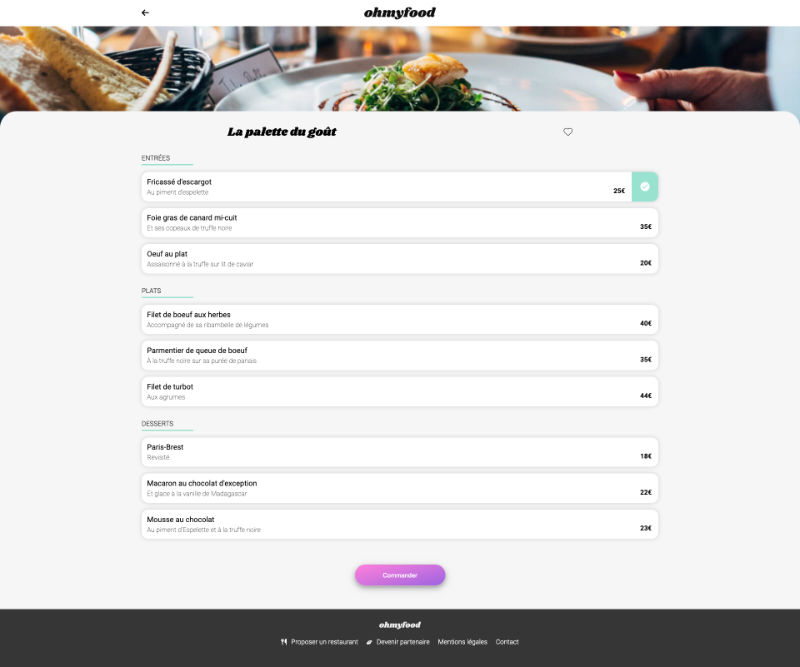 ohmyfood
La palette du goût
ENTRÉES
Fricassé d'escargot
Au piment d'espelette
25€
Foie gras de canard mi-cuit
Et ses copeaux de truffe noire
35€
Oeuf au plat
Assaisonné à la truffe sur lit de caviar
20€
PLATS
Filet de boeuf aux herbes
Accompagné de sa ribambelle de légumes
40€
Parmentier de queue de boeuf
À la truffe noire sur sa purée de panais
35€
Filet de turbot
Aux agrumes
44€
DESSERTS
Paris-Brest
Revisité
18€
Macaron au chocolat d'exception
Et glace à la vanille de Madagascar
22€
Mousse au chocolat
Au piment d'Espelette et à la truffe noire
23€
Commander
ohmyfood
Proposer un restaurant Devenir partenaire Mentions légales Contact